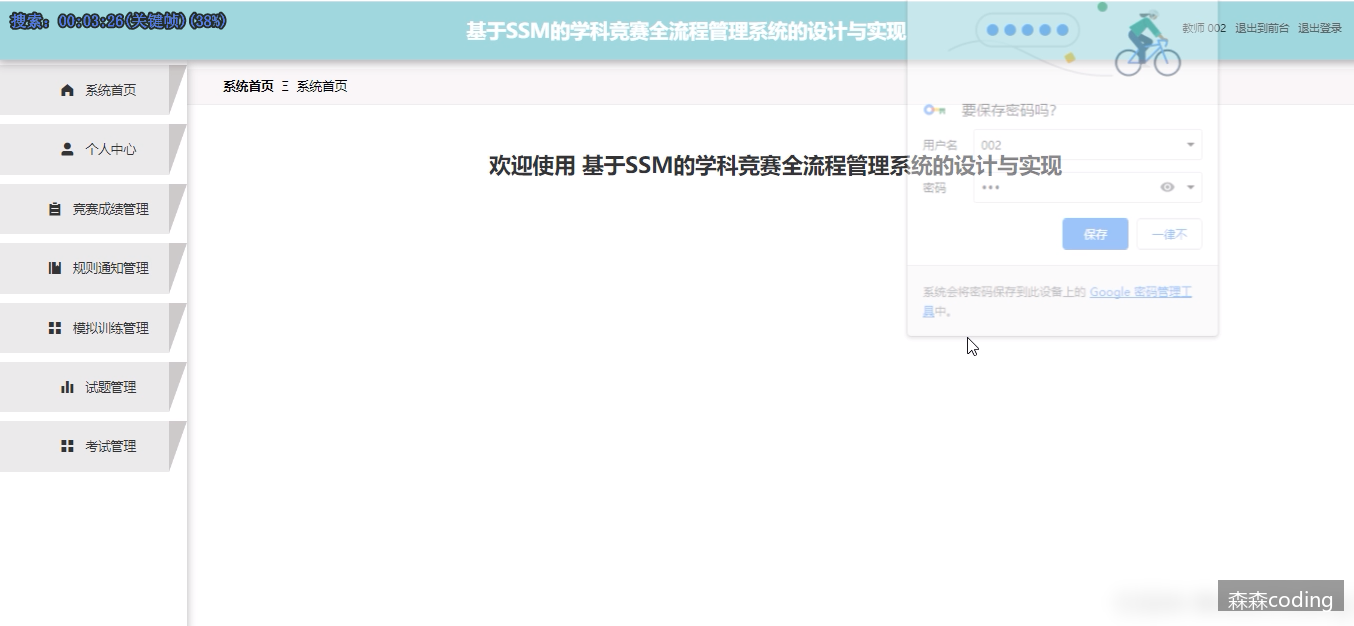 搜索: 00:03:26(关键帧) (38%)
基于SSM的学科竞赛全流程管理系统的设计与实现
教师 002 退出到前台 退出登录
系统首页
个人中心
竞赛成绩管理
规则通知管理
模拟训练管理
试题管理
考试管理
系统首页 Ξ 系统首页
欢迎使用 基于SSM的学科竞赛全流程管理系统的设计与实现
要保存密码吗?
用户名 002
密码 •••
保存 一律不
系统会将密码保存到此设备上的 Google 密码管理工
具中。
森森coding